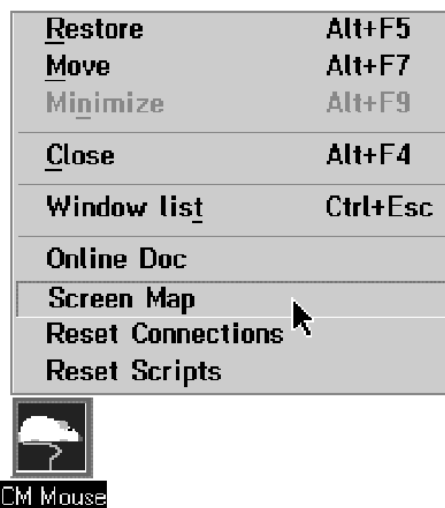 Restore Alt+F5
Move Alt+F7
Minimize Alt+F9
Close Alt+F4
Window list Ctrl+Esc
Online Doc
Screen Map
Reset Connections
Reset Scripts
CM Mouse